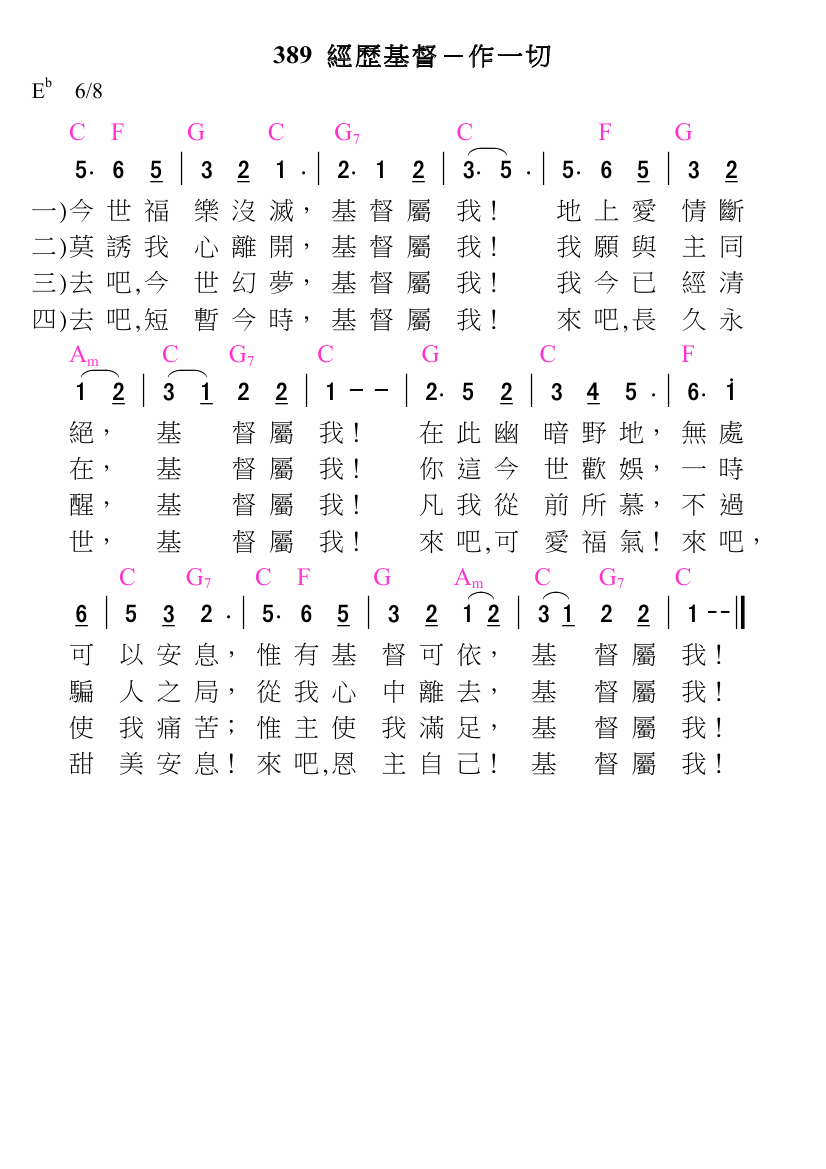 389 經歷基督－作一切
E♭ 6/8
C F G C G7 C F G
5· 6 5 | 3 2 1 · | 2· 1 2 | 3· 5 · | 5· 6 5 | 3 2
一)今世福 樂沒滅， 基督屬 我！ 地上愛 情斷
二)莫誘我 心離開， 基督屬 我！ 我願與 主同
三)去吧,今 世幻夢， 基督屬 我！ 我今已 經清
四)去吧,短 暫今時， 基督屬 我！ 來吧,長 久永
Am C G7 C G C F
1 2 | 3 1 2 2 | 1 － － | 2· 5 2 | 3 4 5 · | 6· i
絕， 基 督屬 我！ 在此幽 暗野地， 無處
在， 基 督屬 我！ 你這今 世歡娛， 一時
醒， 基 督屬 我！ 凡我從 前所慕， 不過
世， 基 督屬 我！ 來吧,可 愛福氣！ 來吧，
C G7 C F G Am C G7 C
6 | 5 3 2 · | 5· 6 5 | 3 2 1 2 | 3 1 2 2 | 1 -- ||
可 以安息， 惟有基 督可依， 基 督屬 我！
騙 人之局， 從我心 中離去， 基 督屬 我！
使 我痛苦； 惟主使 我滿足， 基 督屬 我！
甜 美安息！ 來吧,恩 主自己！ 基 督屬 我！